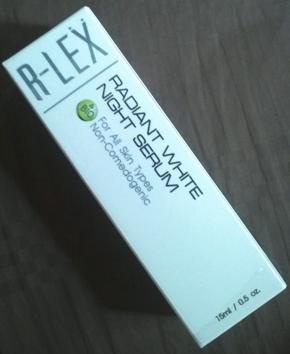 R-LEX
RADIANT WHITE
NIGHT SERUM
For All Skin Types
Non-Comedogenic
15ml / 0.5 oz.